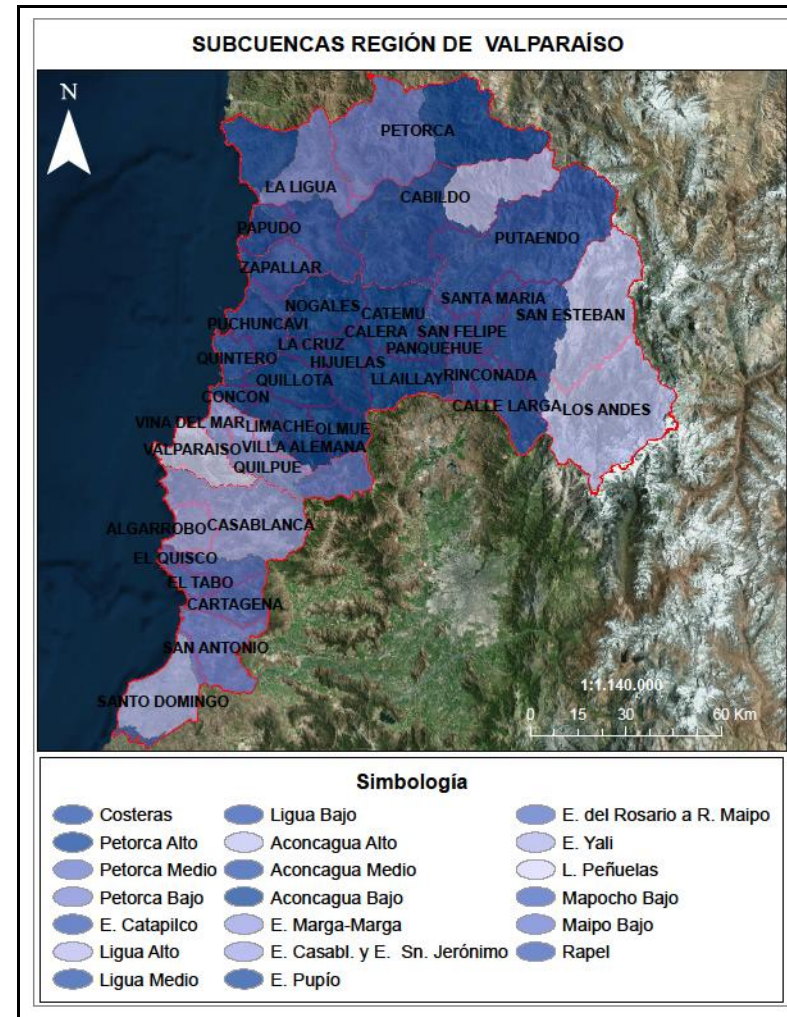 SUBCUENCAS REGIÓN DE VALPARAÍSO
N
PETORCA
LA LIGUA
CABILDO
PAPUDO
PUTAENDO
ZAPALLAR
NOGALES
SANTA MARIA
CATEMU
SAN ESTEBAN
PUCHUNCAVI
CALERA
SAN FELIPE
LA CRUZ
PANQUEHUE
QUINTERO
HIJUELAS
QUILLOTA
LLAILLAY
RINCONADA
CONCON
CALLE LARGA
LOS ANDES
VINA DEL MAR
LIMACHE
OLMUE
VALPARAISO
VILLA ALEMANA
QUILPUE
ALGARROBO
CASABLANCA
EL QUISCO
EL TABO
CARTAGENA
SAN ANTONIO
SANTO DOMINGO
1:1.140.000
0 15 30 60 Km
Simbología
Costeras
Petorca Alto
Petorca Medio
Petorca Bajo
E. Catapilco
Ligua Alto
Ligua Medio
Ligua Bajo
Aconcagua Alto
Aconcagua Medio
Aconcagua Bajo
E. Marga-Marga
E. Casabl. y E. Sn. Jerónimo
E. Pupío
E. del Rosario a R. Maipo
E. Yali
L. Peñuelas
Mapocho Bajo
Maipo Bajo
Rapel